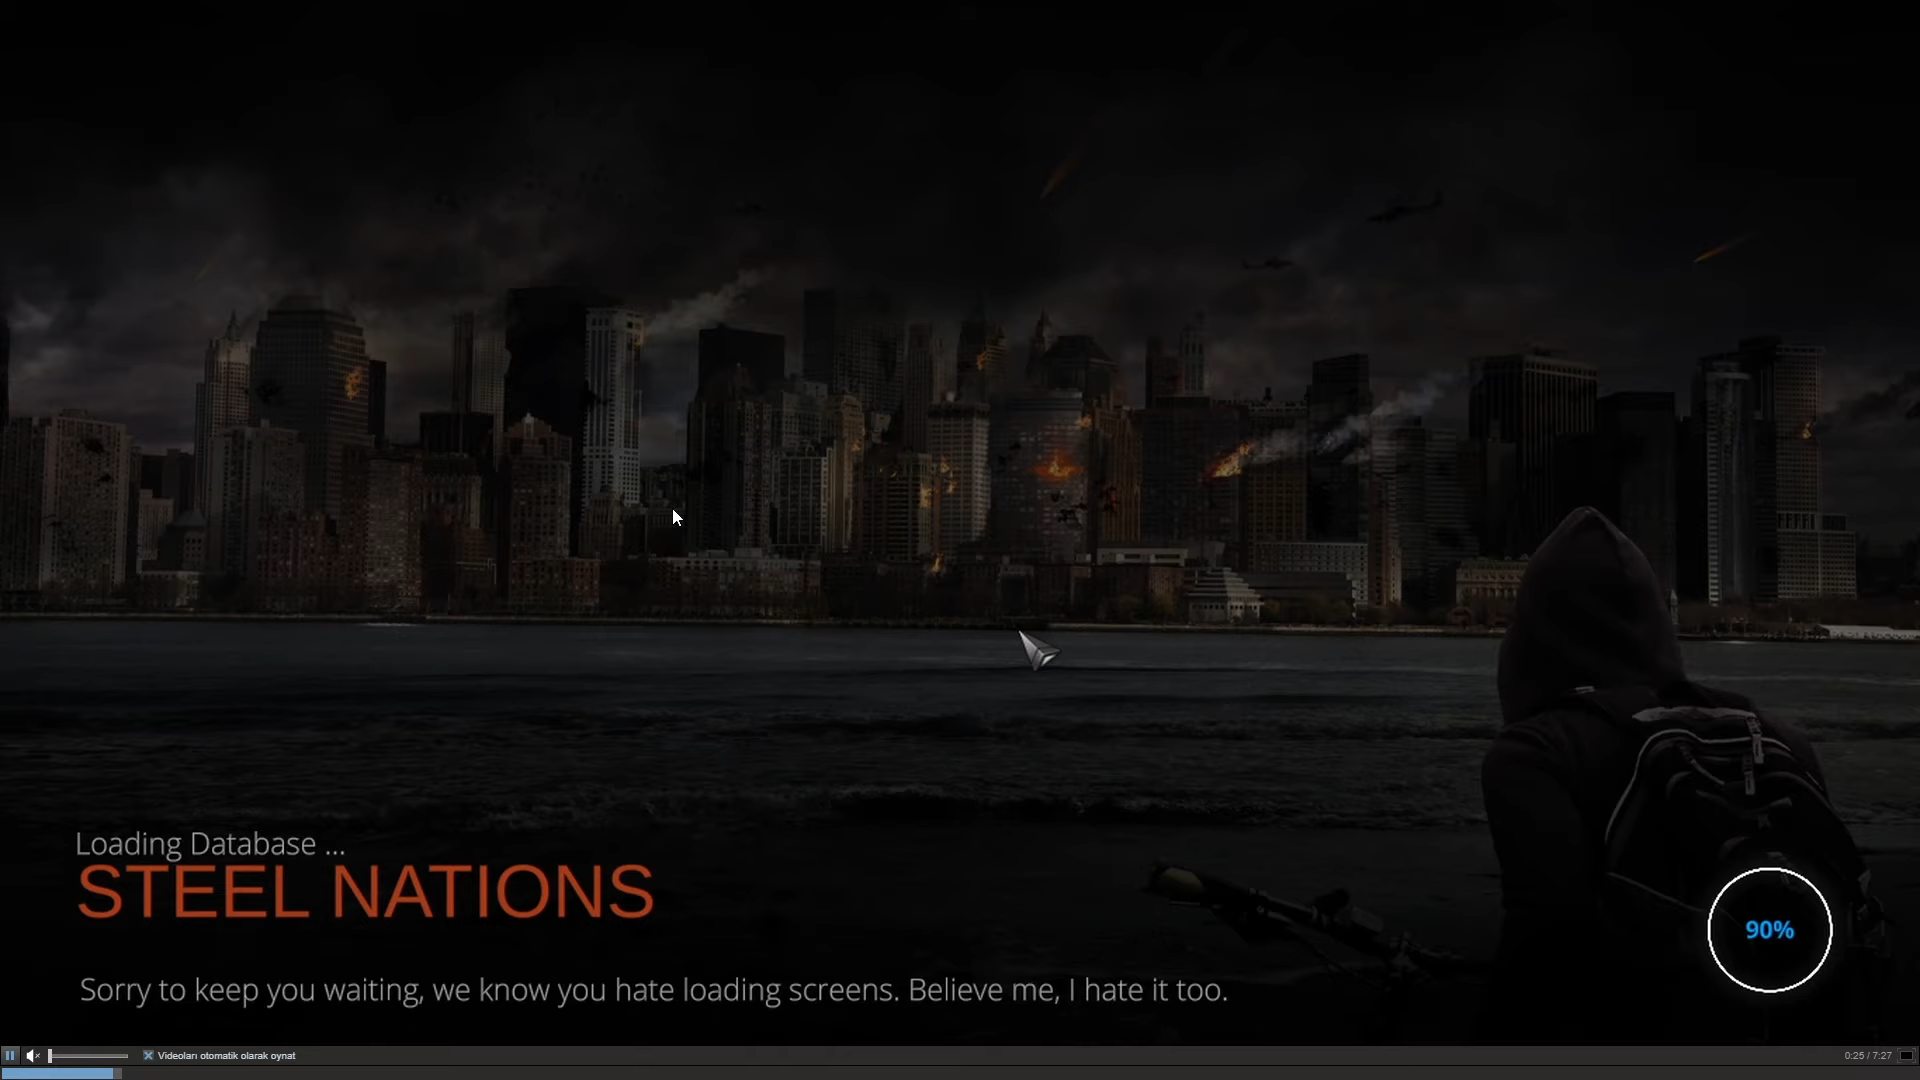 Loading Database ...
STEEL NATIONS
90%
Sorry to keep you waiting, we know you hate loading screens. Believe me, I hate it too.
Videoları otomatik olarak oynat
0:25 / 7:27